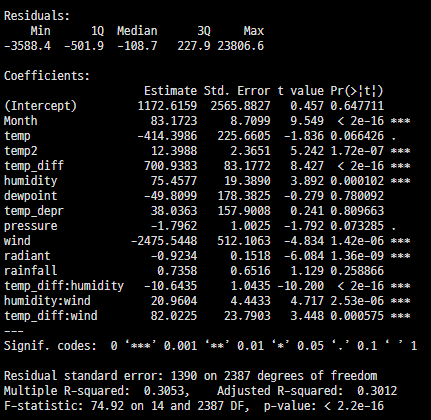 Residuals:
    Min      1Q  Median      3Q     Max
-3588.4  -501.9  -108.7   227.9 23806.6

Coefficients:
                     Estimate Std. Error t value Pr(>¦t¦)
(Intercept)         1172.6159  2565.8827   0.457 0.647711
Month                 83.1723     8.7099   9.549  < 2e-16 ***
temp                -414.3986   225.6605  -1.836 0.066426 .
temp2                 12.3988     2.3651   5.242 1.72e-07 ***
temp_diff            700.9383    83.1772   8.427  < 2e-16 ***
humidity              75.4577    19.3890   3.892 0.000102 ***
dewpoint             -49.8099   178.3825  -0.279 0.780092
temp_depr             38.0363   157.9008   0.241 0.809663
pressure              -1.7962     1.0025  -1.792 0.073285 .
wind               -2475.5448   512.1063  -4.834 1.42e-06 ***
radiant               -0.9234     0.1518  -6.084 1.36e-09 ***
rainfall               0.7358     0.6516   1.129 0.258866
temp_diff:humidity   -10.6435     1.0435 -10.200  < 2e-16 ***
humidity:wind         20.9604     4.4433   4.717 2.53e-06 ***
temp_diff:wind        82.0225    23.7903   3.448 0.000575 ***
---
Signif. codes:  0 ‘***’ 0.001 ‘**’ 0.01 ‘*’ 0.05 ‘.’ 0.1 ‘ ’ 1

Residual standard error: 1390 on 2387 degrees of freedom
Multiple R-squared:  0.3053,    Adjusted R-squared:  0.3012
F-statistic: 74.92 on 14 and 2387 DF,  p-value: < 2.2e-16